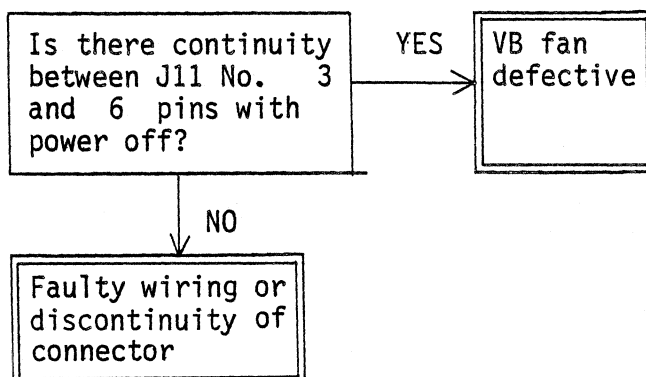 Is there continuity
between J11 No. 3
and 6 pins with
power off?
YES
VB fan
defective
NO
Faulty wiring or
discontinuity of
connector